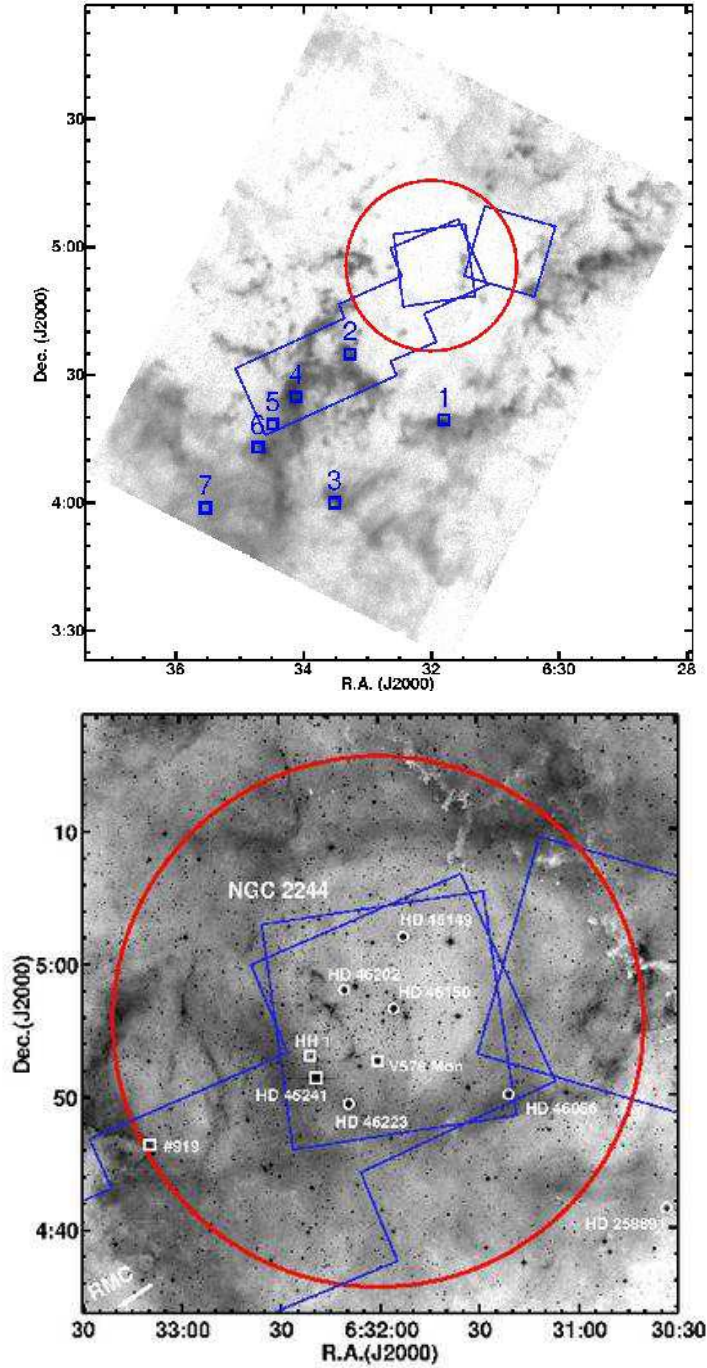 30
5:00
Dec. (J2000)
30
4:00
3:30
2
4
5
6
1
7
3
36
34
32
6:30
28
R.A. (J2000)
10
NGC 2244
HD 46149
HD 46202
5:00
HD 46150
Dec.(J2000)
HH 1
V578 Mon
HD 46241
50
HD 46223
HD 46056
#919
HD 258691
4:40
RMC
30
33:00
30
6:32:00
30
31:00
30:30
R.A.(J2000)